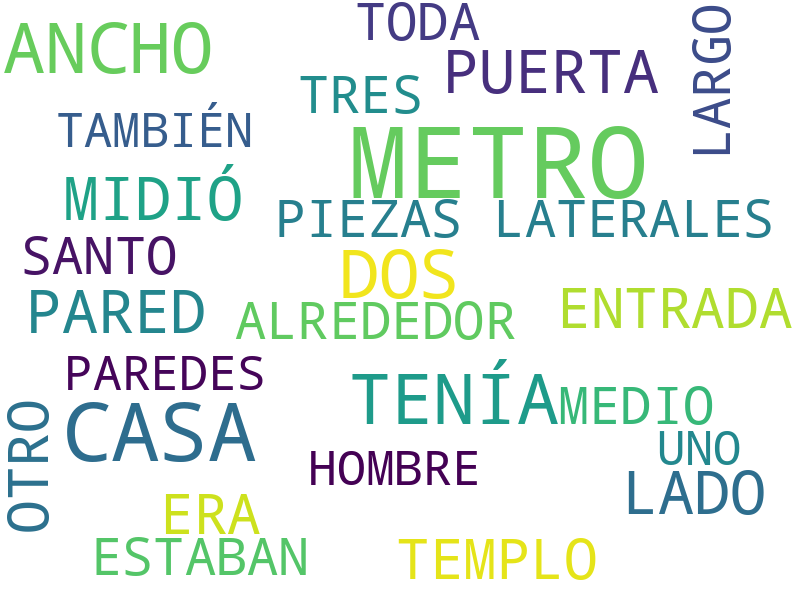 TODA
ANCHO
LARGO
PUERTA
TRES
TAMBIÉN
METRO
MIDIÓ
PIEZAS
LATERALES
SANTO
DOS
PARED
ENTRADA
ALREDEDOR
PAREDES
TENÍA
MEDIO
CASA
OTRO
UNO
HOMBRE
LADO
ERA
ESTABAN
TEMPLO